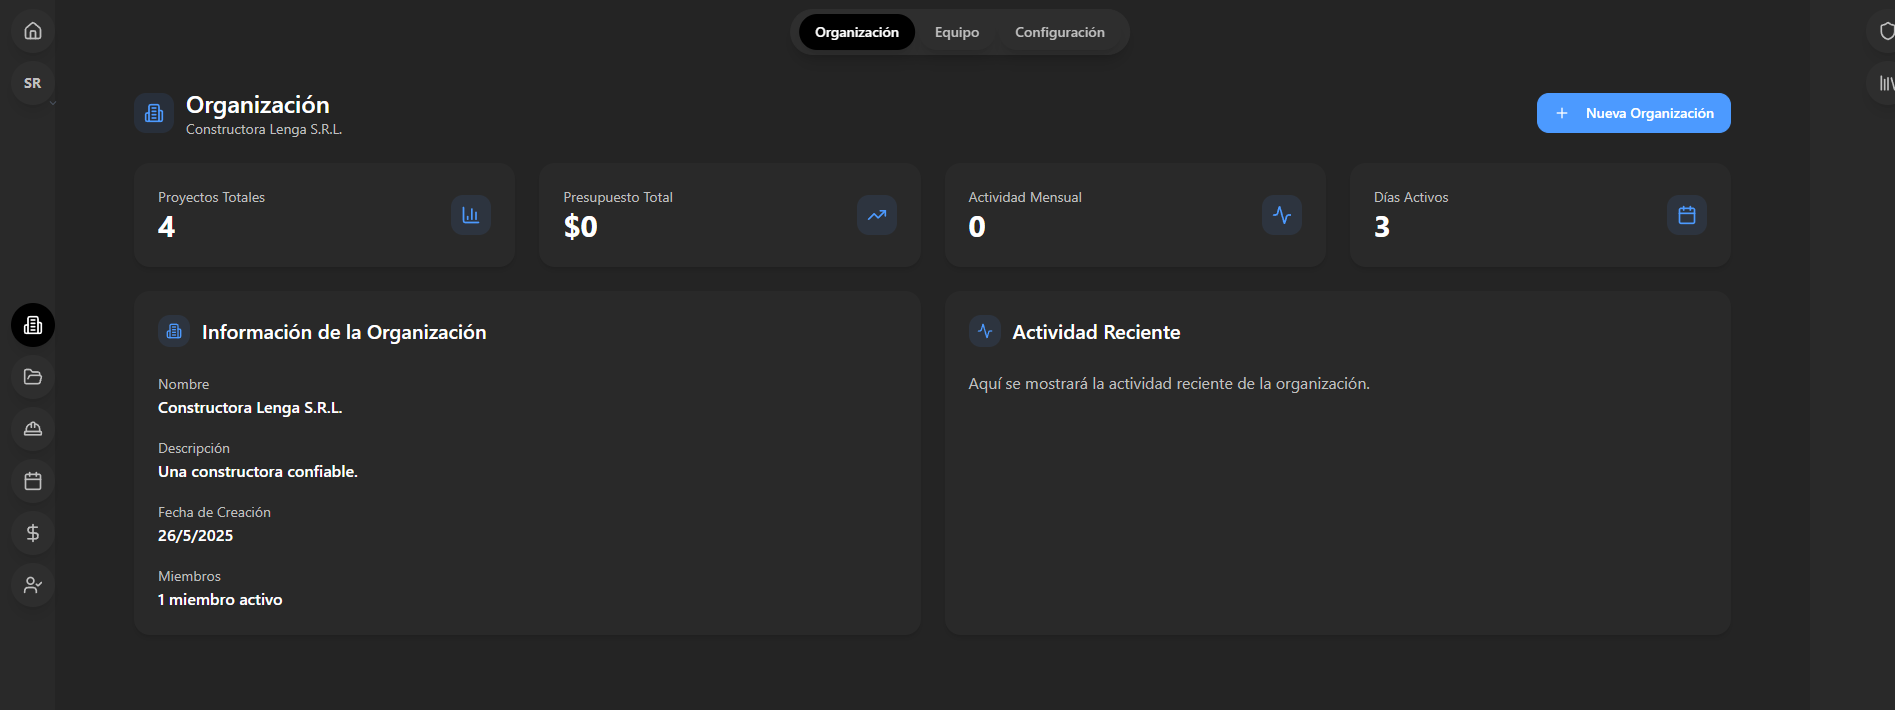 Organización Equipo Configuración
SR
Organización
Constructora Lenga S.R.L.
+ Nueva Organización
Proyectos Totales
4
Presupuesto Total
$0
Actividad Mensual
0
Días Activos
3
Información de la Organización
Nombre
Constructora Lenga S.R.L.
Descripción
Una constructora confiable.
Fecha de Creación
26/5/2025
Miembros
1 miembro activo
Actividad Reciente
Aquí se mostrará la actividad reciente de la organización.